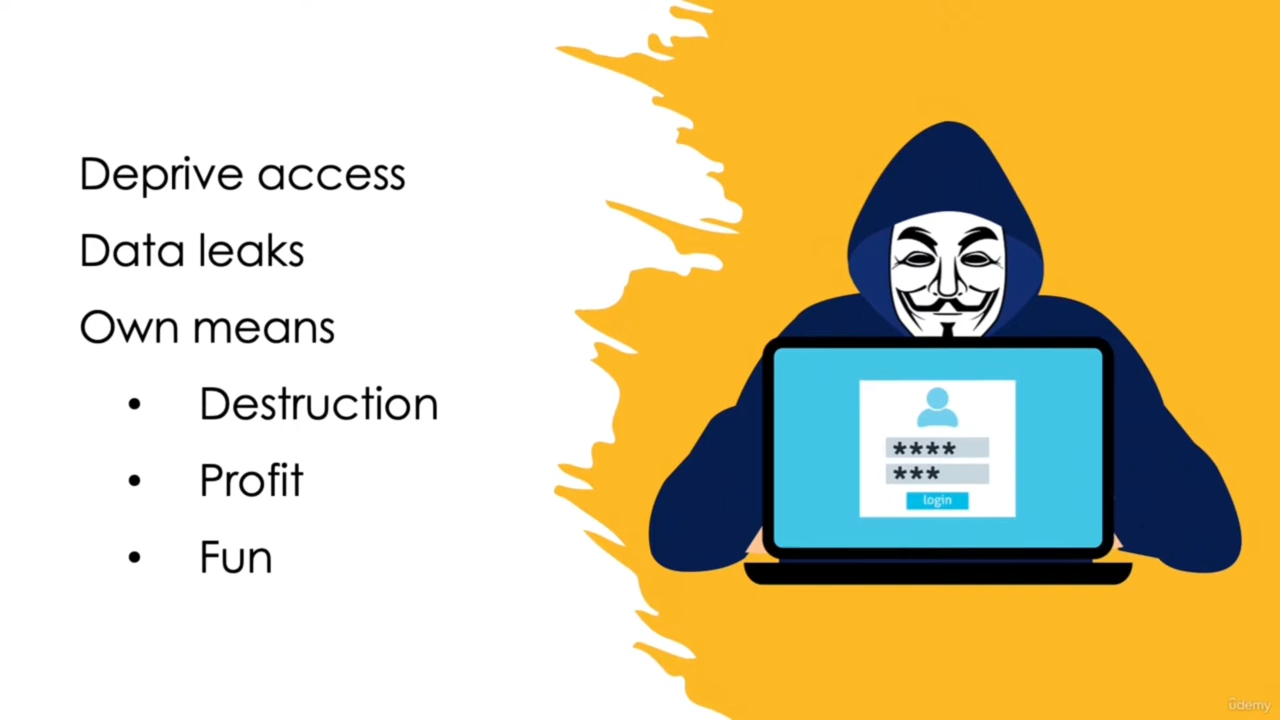 Deprive access
Data leaks
Own means
• Destruction
• Profit
• Fun
****
***
login
udemy